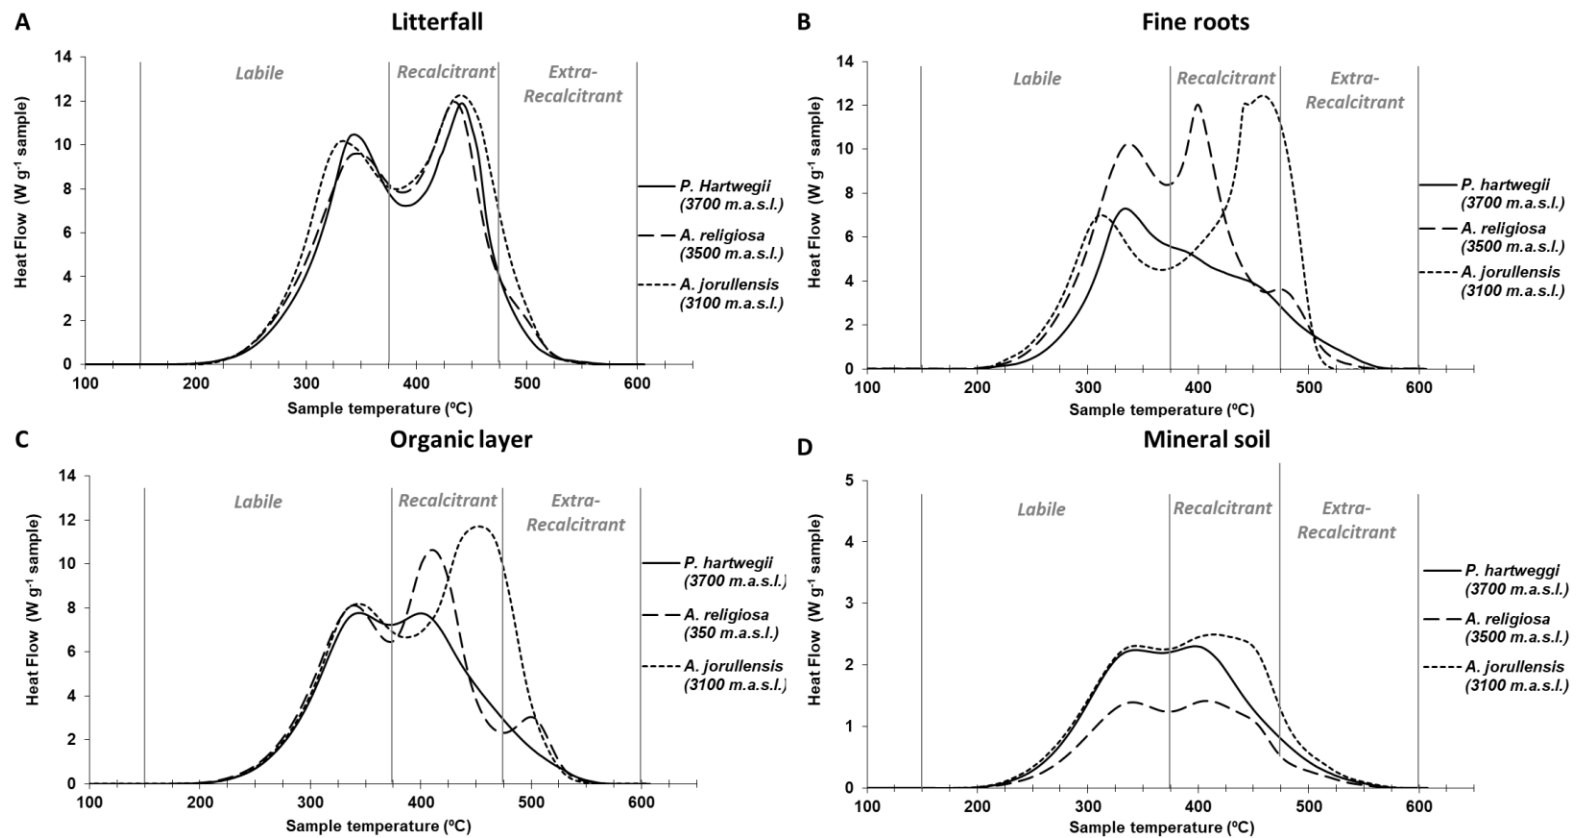 A
Litterfall
Heat Flow (W g⁻¹ sample)
14
12
10
8
6
4
2
0
Labile
Recalcitrant
Extra-
Recalcitrant
P. Hartwegii
(3700 m.a.s.l.)
A. religiosa
(3500 m.a.s.l.)
A. jorullensis
(3100 m.a.s.l.)
100 200 300 400 500 600
Sample temperature (ºC)
B
Fine roots
Heat Flow (W g⁻¹ sample)
14
12
10
8
6
4
2
0
Labile
Recalcitrant
Extra-
Recalcitrant
P. hartwegii
(3700 m.a.s.l.)
A. religiosa
(3500 m.a.s.l.)
A. jorullensis
(3100 m.a.s.l.)
100 200 300 400 500 600
Sample temperature (ºC)
C
Organic layer
Heat Flow (W g⁻¹ sample)
14
12
10
8
6
4
2
0
Labile
Recalcitrant
Extra-
Recalcitrant
P. hartwegii
(3700 m.a.s.l.)
A. religiosa
(350 m.a.s.l.)
A. jorullensis
(3100 m.a.s.l.)
100 200 300 400 500 600
Sample temperature (ºC)
D
Mineral soil
Heat Flow (W g⁻¹ sample)
5
4
3
2
1
0
Labile
Recalcitrant
Extra-
Recalcitrant
P. hartweggi
(3700 m.a.s.l.)
A. religiosa
(3500 m.a.s.l.)
A. jorullensis
(3100 m.a.s.l.)
100 200 300 400 500 600
Sample temperature (ºC)